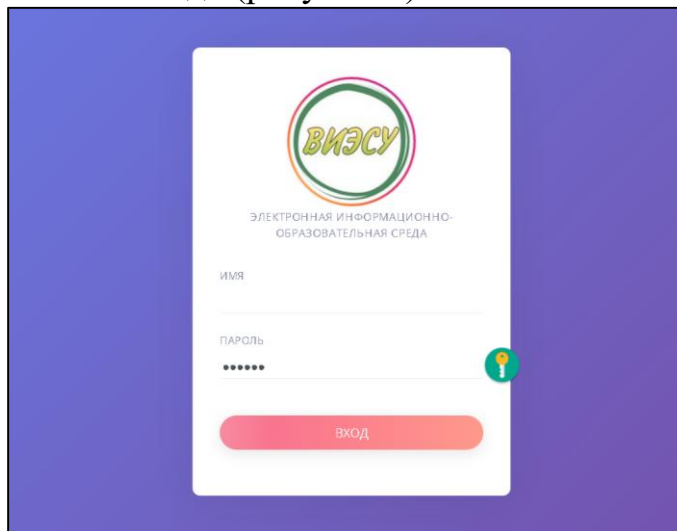 ВИЭСУ
ЭЛЕКТРОННАЯ ИНФОРМАЦИОННО-
ОБРАЗОВАТЕЛЬНАЯ СРЕДА
ИМЯ
ПАРОЛЬ
••••••
ВХОД